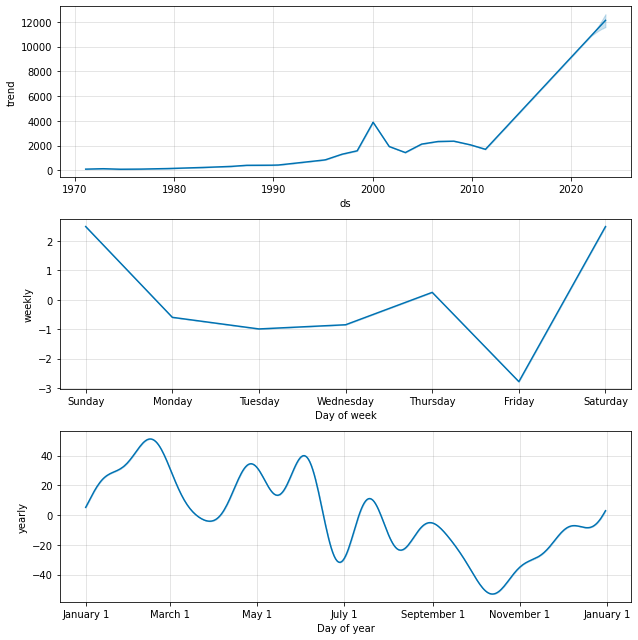 12000
10000
8000
6000
4000
2000
0
trend
1970 1980 1990 2000 2010 2020
ds
2
1
0
−1
−2
−3
weekly
Sunday Monday Tuesday Wednesday Thursday Friday Saturday
Day of week
40
20
0
−20
−40
yearly
January 1 March 1 May 1 July 1 September 1 November 1 January 1
Day of year